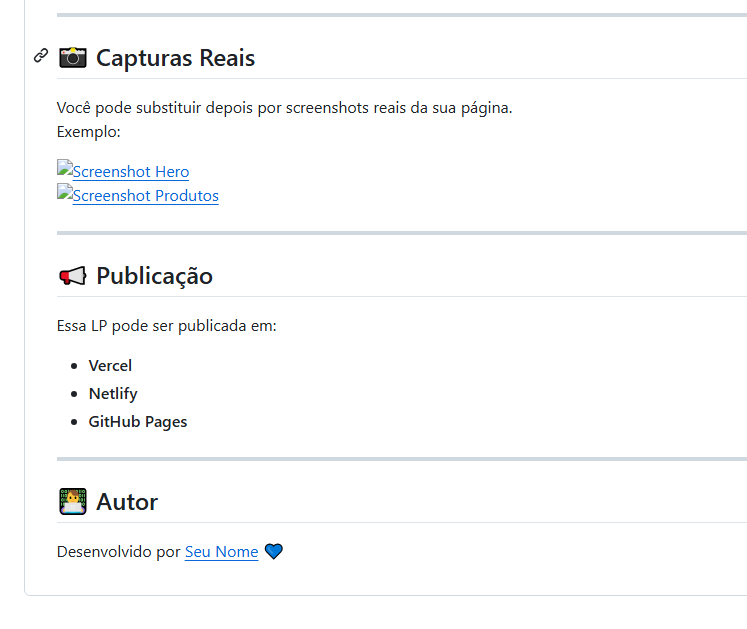 Capturas Reais
Você pode substituir depois por screenshots reais da sua página.
Exemplo:
Screenshot Hero
Screenshot Produtos
Publicação
Essa LP pode ser publicada em:
Vercel
Netlify
GitHub Pages
Autor
Desenvolvido por Seu Nome 💙